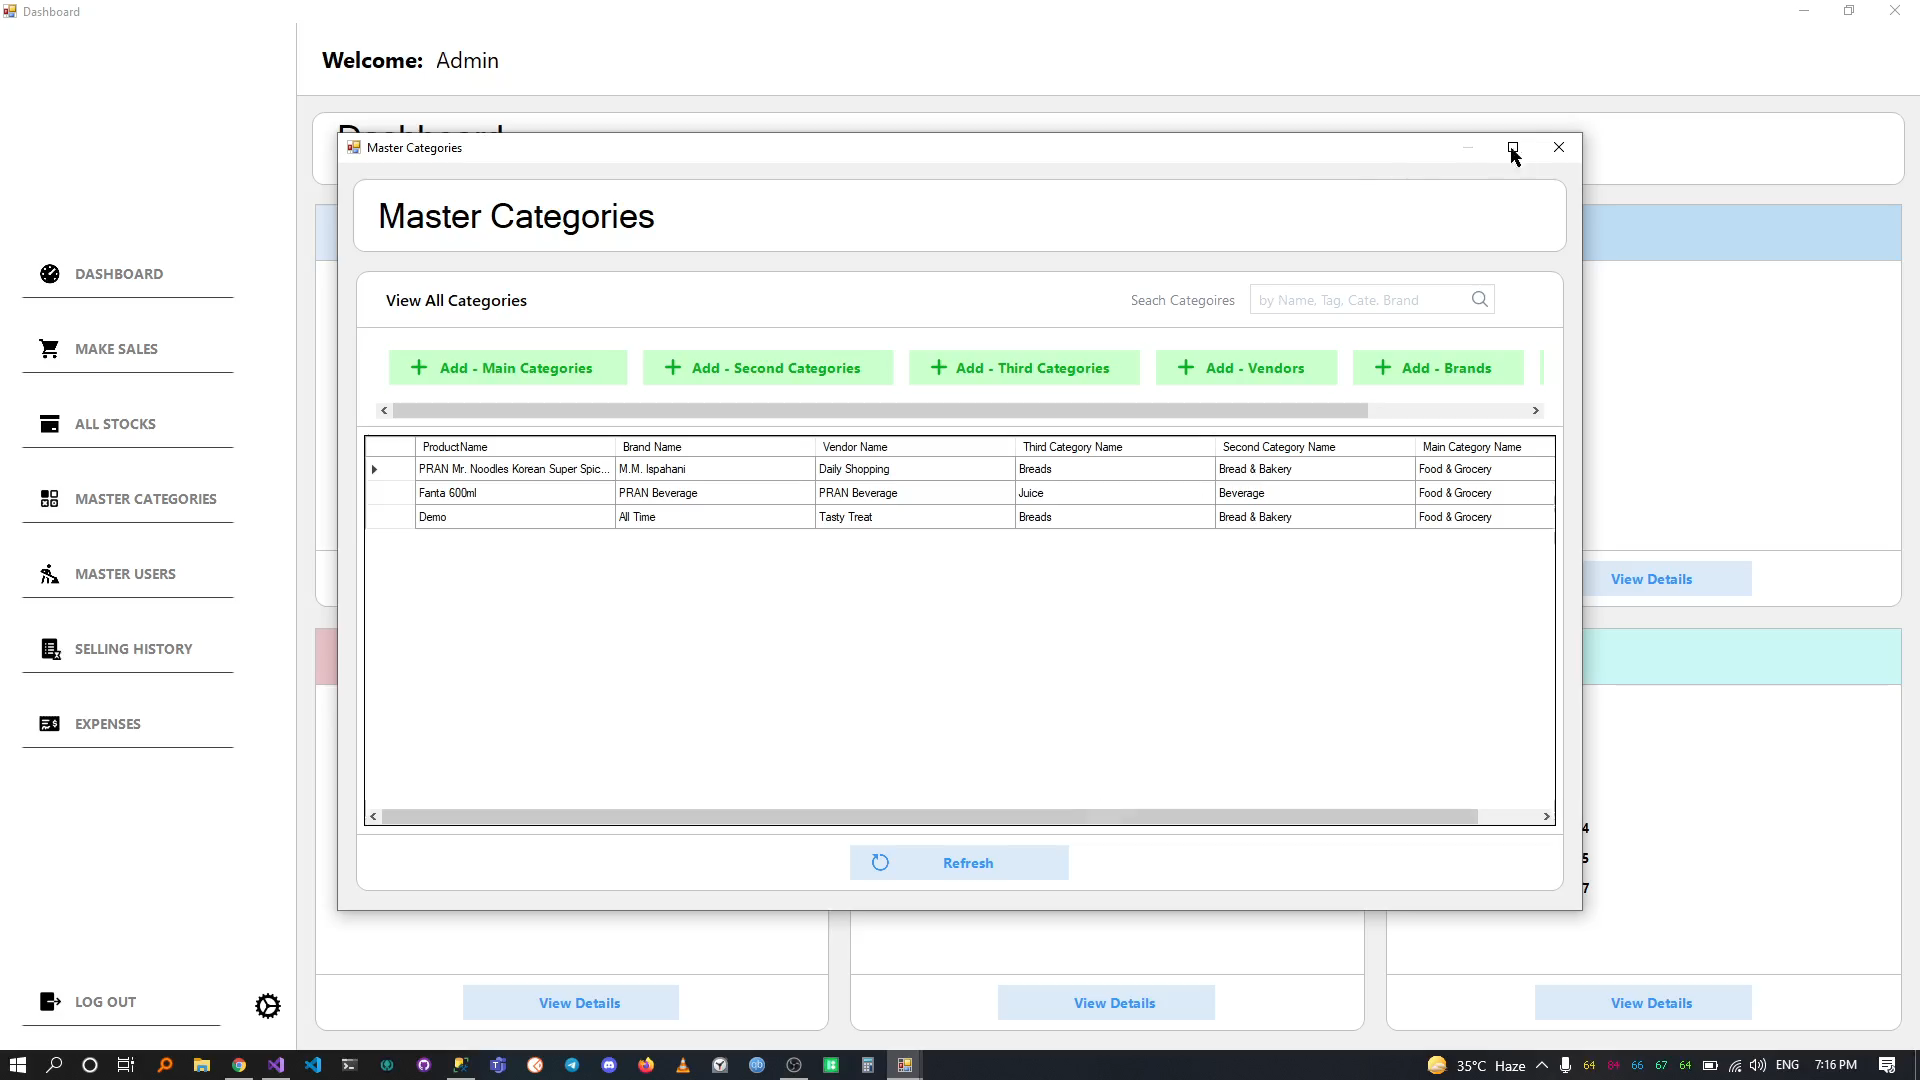 Dashboard
Welcome: Admin
Master Categories
Master Categories
View All Categories
Seach Categoires
by Name, Tag, Cate. Brand
Add - Main Categories
Add - Second Categories
Add - Third Categories
Add - Vendors
Add - Brands
ProductName Brand Name Vendor Name Third Category Name Second Category Name Main Category Name
PRAN Mr. Noodles Korean Super Spic... M.M. Ispahani Daily Shopping Breads Bread & Bakery Food & Grocery
Fanta 600ml PRAN Beverage PRAN Beverage Juice Beverage Food & Grocery
Demo All Time Tasty Treat Breads Bread & Bakery Food & Grocery
Refresh
DASHBOARD
MAKE SALES
ALL STOCKS
MASTER CATEGORIES
MASTER USERS
SELLING HISTORY
EXPENSES
LOG OUT
View Details
4
5
7
View Details
View Details
View Details
35°C Haze
64 84 66 67 64
ENG
7:16 PM